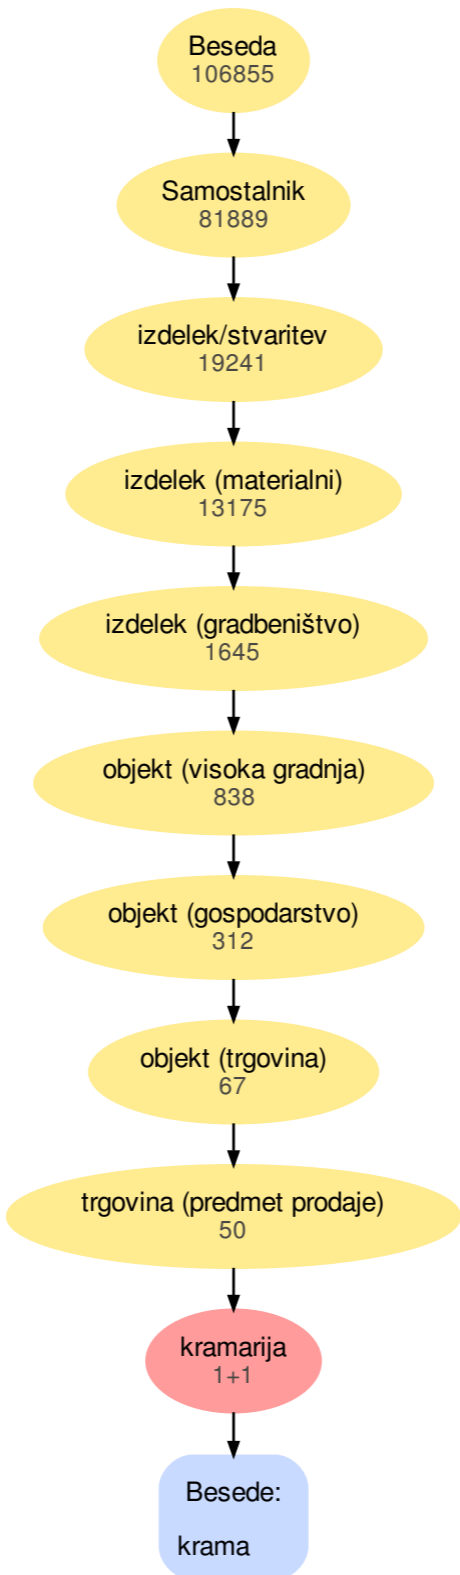 Beseda
106855
Samostalnik
81889
izdelek/stvaritev
19241
izdelek (materialni)
13175
izdelek (gradbeništvo)
1645
objekt (visoka gradnja)
838
objekt (gospodarstvo)
312
objekt (trgovina)
67
trgovina (predmet prodaje)
50
kramarija
1+1
Besede:
krama